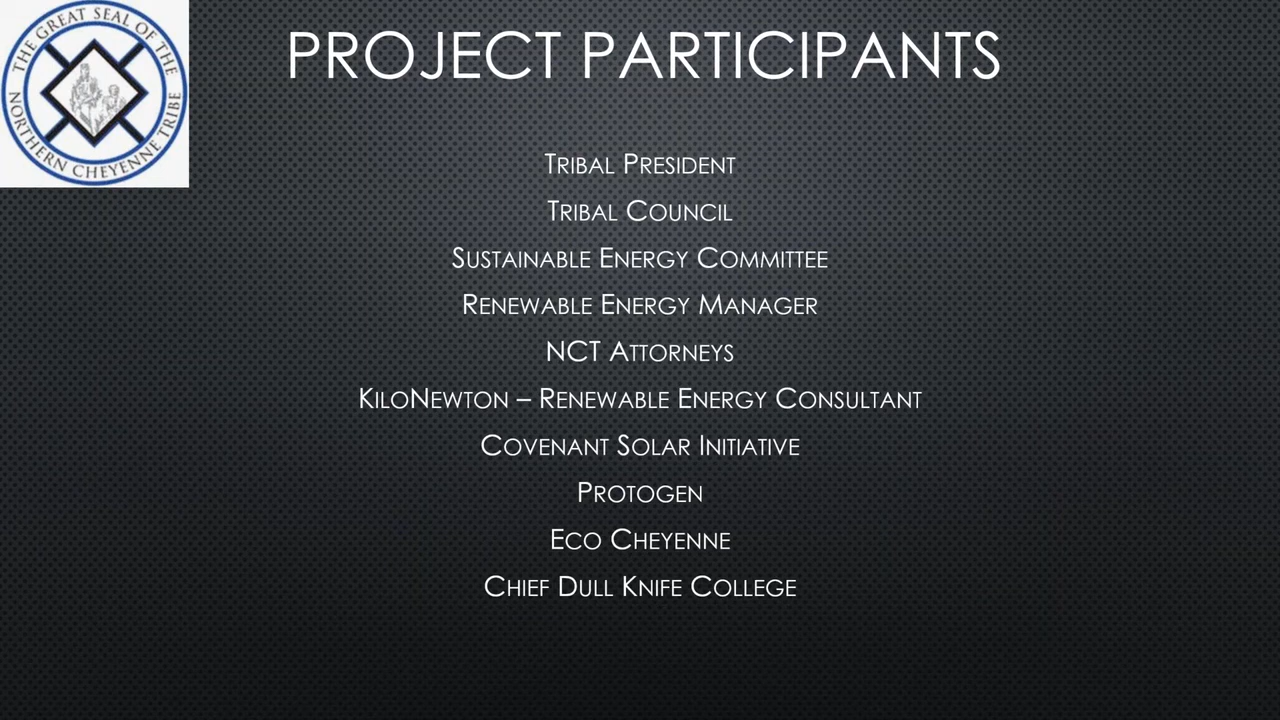 THE GREAT SEAL OF THE
NORTHERN CHEYENNE TRIBE
PROJECT PARTICIPANTS
TRIBAL PRESIDENT
TRIBAL COUNCIL
SUSTAINABLE ENERGY COMMITTEE
RENEWABLE ENERGY MANAGER
NCT ATTORNEYS
KILONEWTON – RENEWABLE ENERGY CONSULTANT
COVENANT SOLAR INITIATIVE
PROTOGEN
ECO CHEYENNE
CHIEF DULL KNIFE COLLEGE